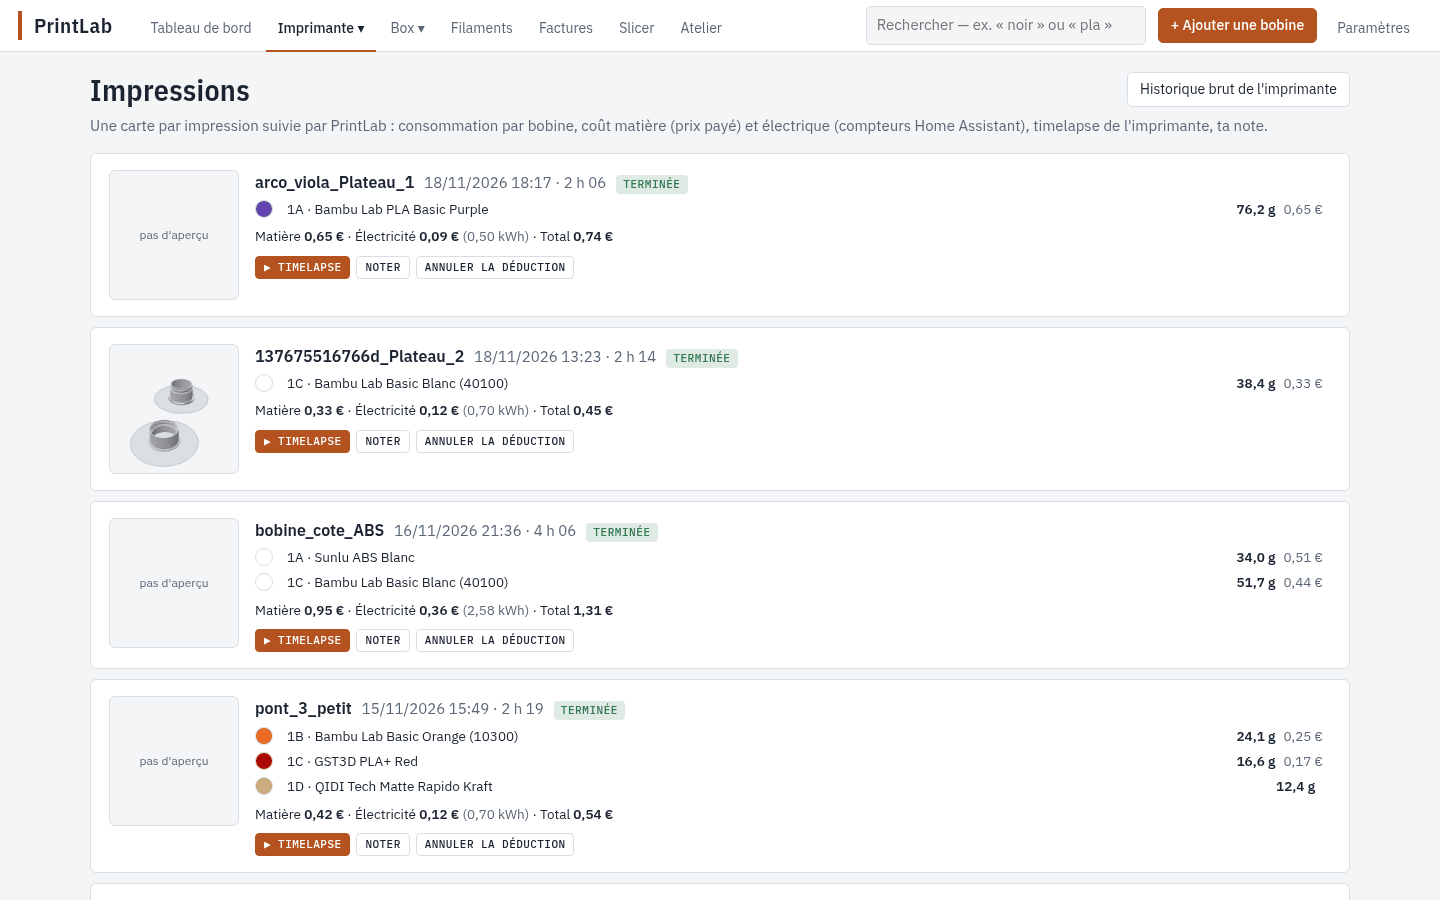 PrintLab Tableau de bord Imprimante ▾ Box ▾ Filaments Factures Slicer Atelier Rechercher — ex. « noir » ou « pla » + Ajouter une bobine Paramètres
Impressions Historique brut de l'imprimante
Une carte par impression suivie par PrintLab : consommation par bobine, coût matière (prix payé) et électrique (compteurs Home Assistant), timelapse de l'imprimante, ta note.
pas d'aperçu
arco_viola_Plateau_1 18/11/2026 18:17 · 2 h 06 TERMINÉE
1A · Bambu Lab PLA Basic Purple 76,2 g 0,65 €
Matière 0,65 € · Électricité 0,09 € (0,50 kWh) · Total 0,74 €
▶ TIMELAPSE NOTER ANNULER LA DÉDUCTION
137675516766d_Plateau_2 18/11/2026 13:23 · 2 h 14 TERMINÉE
1C · Bambu Lab Basic Blanc (40100) 38,4 g 0,33 €
Matière 0,33 € · Électricité 0,12 € (0,70 kWh) · Total 0,45 €
▶ TIMELAPSE NOTER ANNULER LA DÉDUCTION
pas d'aperçu
bobine_cote_ABS 16/11/2026 21:36 · 4 h 06 TERMINÉE
1A · Sunlu ABS Blanc 34,0 g 0,51 €
1C · Bambu Lab Basic Blanc (40100) 51,7 g 0,44 €
Matière 0,95 € · Électricité 0,36 € (2,58 kWh) · Total 1,31 €
▶ TIMELAPSE NOTER ANNULER LA DÉDUCTION
pas d'aperçu
pont_3_petit 15/11/2026 15:49 · 2 h 19 TERMINÉE
1B · Bambu Lab Basic Orange (10300) 24,1 g 0,25 €
1C · GST3D PLA+ Red 16,6 g 0,17 €
1D · QIDI Tech Matte Rapido Kraft 12,4 g
Matière 0,42 € · Électricité 0,12 € (0,70 kWh) · Total 0,54 €
▶ TIMELAPSE NOTER ANNULER LA DÉDUCTION